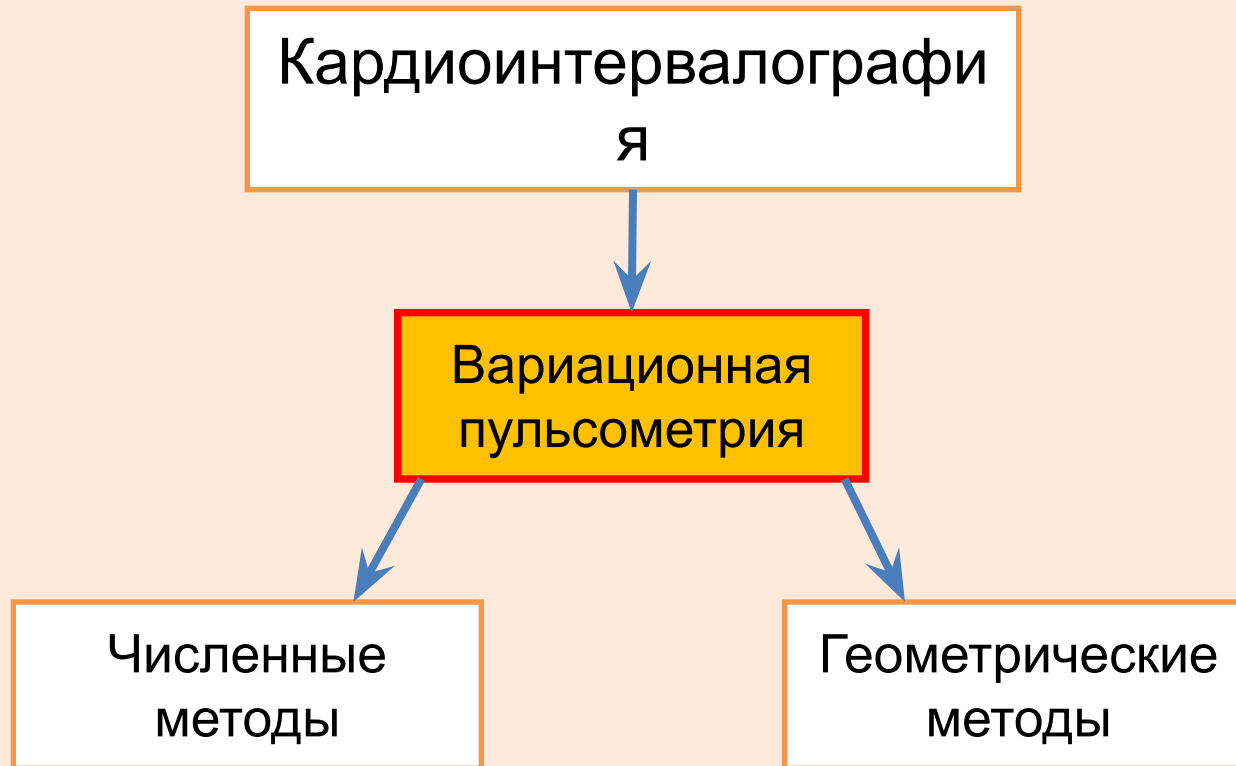 Кардиоинтервалографи
я
Вариационная
пульсометрия
Численные
методы
Геометрические
методы